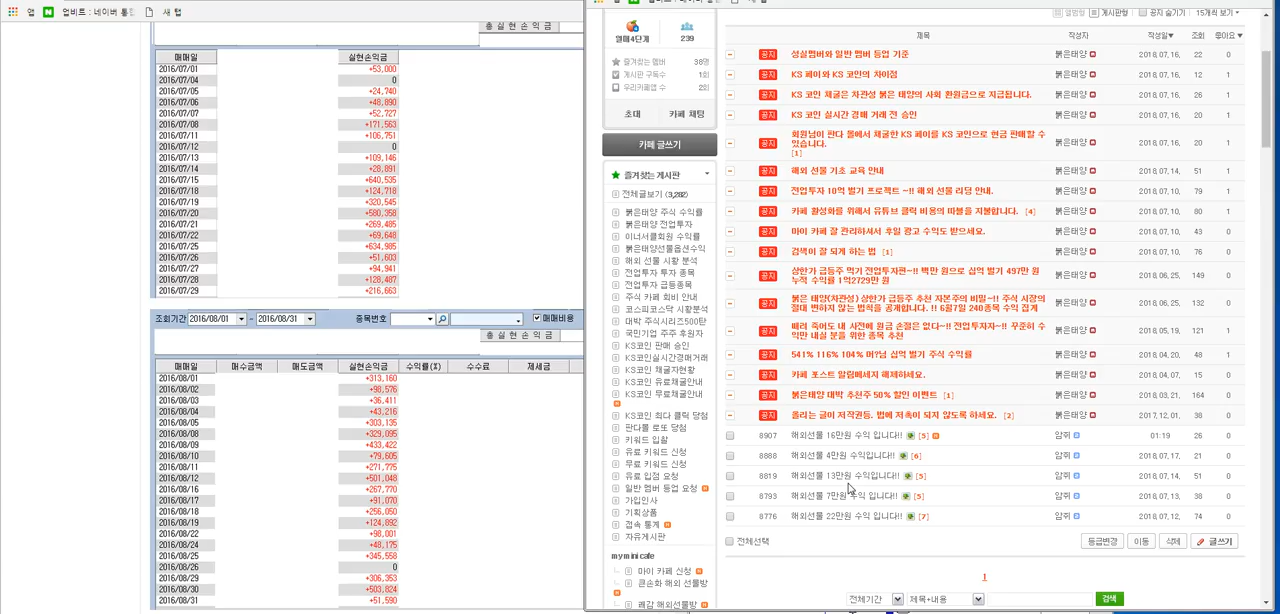 앱 업비트 : 네이버 통합 새 탭
총 실 현 손 익 금
매매일 실현손익금
2016/07/01 +53,000
2016/07/04 0
2016/07/05 +24,740
2016/07/06 +48,890
2016/07/07 +52,727
2016/07/08 +171,563
2016/07/11 +106,751
2016/07/12 0
2016/07/13 +109,146
2016/07/14 +28,891
2016/07/15 +640,535
2016/07/18 +124,718
2016/07/19 +320,545
2016/07/20 +580,358
2016/07/21 +269,485
2016/07/22 +69,648
2016/07/25 +634,985
2016/07/26 +51,603
2016/07/27 +94,941
2016/07/28 +128,487
2016/07/29 +216,663
조회기간 2016/08/01 ~ 2016/08/31 종목번호 매매비용
총 실 현 손 익 금
매매일 매수금액 매도금액 실현손익금 수익률(%) 수수료 제세금
2016/08/01 +313,160
2016/08/02 +98,576
2016/08/03 +36,411
2016/08/04 +43,216
2016/08/05 +303,135
2016/08/08 +329,095
2016/08/09 +433,422
2016/08/10 +79,605
2016/08/11 +271,775
2016/08/12 +501,048
2016/08/16 +267,770
2016/08/17 +91,070
2016/08/18 +256,050
2016/08/19 +124,892
2016/08/22 +98,001
2016/08/24 +48,175
2016/08/25 +345,558
2016/08/26 0
2016/08/29 +306,353
2016/08/30 +503,824
2016/08/31 +51,590
열매4단계 239
즐겨찾는 멤버 38명
게시판 구독수 1회
우리카페앱 수 2회
초대 카페 채팅
카페 글쓰기
즐겨찾는 게시판
전체글보기 (3,282)
붉은태양 주식 수익률
붉은태양 전업투자
이너서클회원 수익률
붉은태양선물옵션수익
해외 선물 시황 분석
전업투자 투자 종목
전업투자 급등종목
주식 카페 회비 안내
코스피코스닥 시황분석
대박 주식시리즈500탄
국민기업 주주 후원자
KS코인 판매 승인
KS코인실시간경매거래
KS코인 채굴자현황
KS코인 유료채굴안내
KS코인 무료채굴안내
KS코인 최다 클릭 당첨
판다몰 로또 당첨
키워드 입찰
유료 키워드 신청
무료 키워드 신청
유료 입점 요청
일반 멤버 등업 요청
가입인사
기획상품
접속 통계
자유게시판
my mini cafe
마이 카페 신청
큰손화 해외 선물방
쾌감 해외선물방
앨범형 게시판형 공지 숨기기 15개씩 보기
제목 작성자 작성일▼ 조회 좋아요▼
공지 성실멤버와 일반 멤버 등업 기준 붉은태양 2018.07.16. 22 0
공지 KS 페이와 KS 코인의 차이점 붉은태양 2018.07.16. 12 1
공지 KS 코인 채굴은 차관성 붉은 태양의 사회 환원금으로 지급됩니다. 붉은태양 2018.07.16. 26 1
공지 KS 코인 실시간 경매 거래 전 승인 붉은태양 2018.07.16. 20 1
공지 회원님이 판다 몰에서 채굴한 KS 페이를 KS 코인으로 현금 판매할 수 있습니다. [1] 붉은태양 2018.07.16. 20 1
공지 해외 선물 기초 교육 안내 붉은태양 2018.07.14. 51 1
공지 전업투자 10억 벌기 프로젝트 ~!! 해외 선물 리딩 안내. 붉은태양 2018.07.10. 79 1
공지 카페 활성화를 위해서 유튜브 클릭 비용의 따블을 지불합니다. [4] 붉은태양 2018.07.10. 80 1
공지 마이 카페 잘 관리하셔서 후일 광고 수익도 받으세요. 붉은태양 2018.07.10. 43 0
공지 검색이 잘 되게 하는 법 [1] 붉은태양 2018.07.10. 76 0
공지 상한가 급등주 먹기 전업투자편~!! 백만 원으로 십억 벌기 497만 원 누적 수익률 1억2729만 원 붉은태양 2018.06.25. 149 0
공지 붉은 태양(차관성) 상한가 급등주 추천 자본주의 비밀~!! 주식 시장의 절대 변하지 않는 법칙을 공개합니다. !! 6월7일 240종목 수익 집계 붉은태양 2018.06.25. 132 0
공지 때려 죽여도 내 사전에 원금 손절은 없다~!! 전업투자자~!! 꾸준히 수익만 내실 분을 위한 종목 추천 붉은태양 2018.05.19. 121 1
공지 541% 116% 104% 머?님 십억 벌기 주식 수익률 붉은태양 2018.04.20. 48 1
공지 카페 포스트 알림메세지 해제하세요. 붉은태양 2018.04.07. 15 0
공지 붉은태양 대박 추천주 50% 할인 이벤트 [1] 붉은태양 2018.03.21. 164 0
공지 올리는 글이 저작권등. 법에 저촉이 되지 않도록 하세요. [2] 붉은태양 2017.12.01. 36 0
8907 해외선물 16만원 수익 입니다!! [3] 암쥐 01:19 26 0
8888 해외선물 4만원 수익입니다!! [6] 암쥐 2018.07.17. 21 0
8819 해외선물 13만원 수익입니다!! [5] 암쥐 2018.07.14. 51 0
8793 해외선물 7만원 수익 입니다!! [5] 암쥐 2018.07.13. 38 0
8776 해외선물 22만원 수익 입니다!! [7] 암쥐 2018.07.12. 74 0
전체선택 등급변경 이동 삭제 글쓰기
1
전체기간 제목+내용 검색